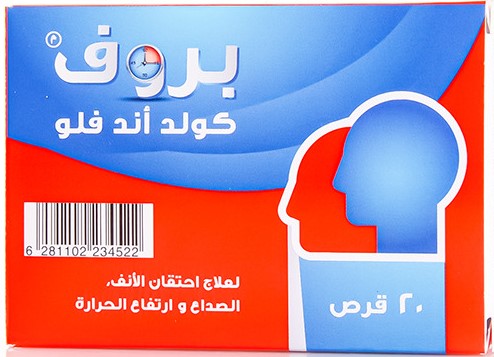 بروف م
كولد أند فلو
6 281102 234522
لعلاج احتقان الأنف،
الصداع و ارتفاع الحرارة
٢٠ قرص